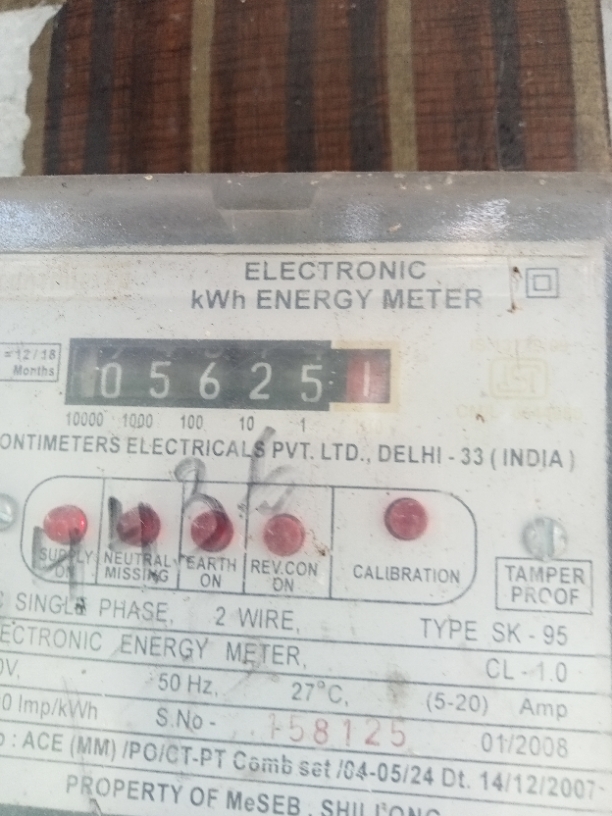 ELECTRONIC
kWh ENERGY METER
= 12/18
Months
0 5 6 2 5 1
10000 1000 100 10 1
ONTIMETERS ELECTRICALS PVT. LTD., DELHI - 33 ( INDIA )
SUPPLY ON
NEUTRAL MISSING
EARTH ON
REV.CON ON
CALIBRATION
TAMPER PROOF
C SINGLE PHASE, 2 WIRE, TYPE SK - 95
ECTRONIC ENERGY METER, CL - 1.0
0V, 50 Hz, 27°C, (5-20) Amp
0 Imp/kWh S.No - 158125 01/2008
: ACE (MM) /PO/CT-PT Comb set /04-05/24 Dt. 14/12/2007
PROPERTY OF MeSEB, SHILLONG